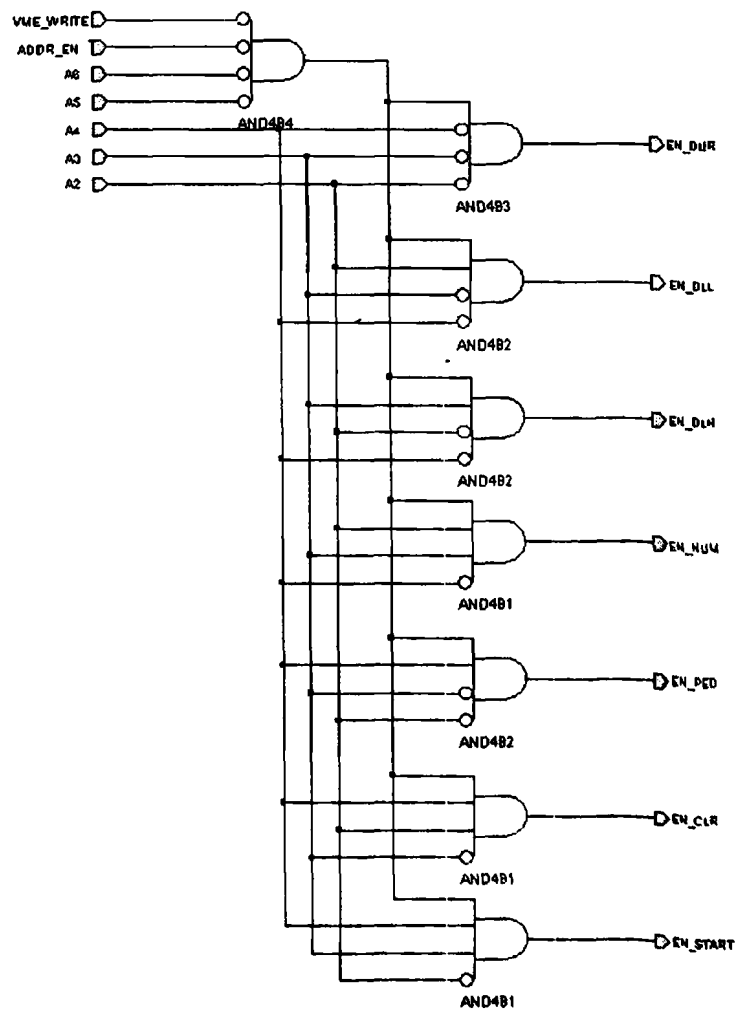 VME_WRITE
ADDR_EN
A6
A5
AND4B4
A4
A3
A2
EN_DUR
AND4B3
EN_DLL
AND4B2
EN_DLH
AND4B2
EN_NUM
AND4B1
EN_PED
AND4B2
EN_CLR
AND4B1
EN_START
AND4B1